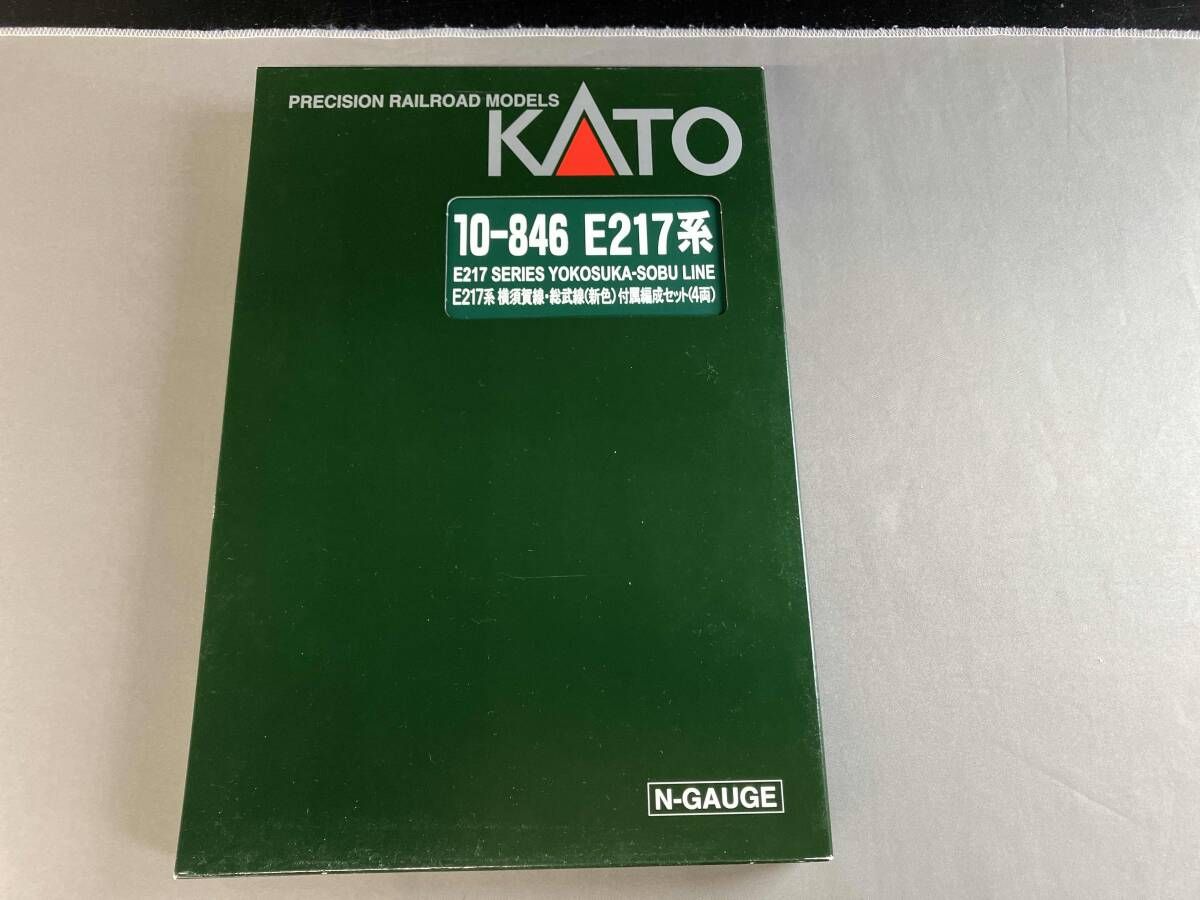 PRECISION RAILROAD MODELS
KATO
10-846 E217系
E217 SERIES YOKOSUKA-SOBU LINE
E217系 横須賀線・総武線(新色)付属編成セット(4両)
N-GAUGE